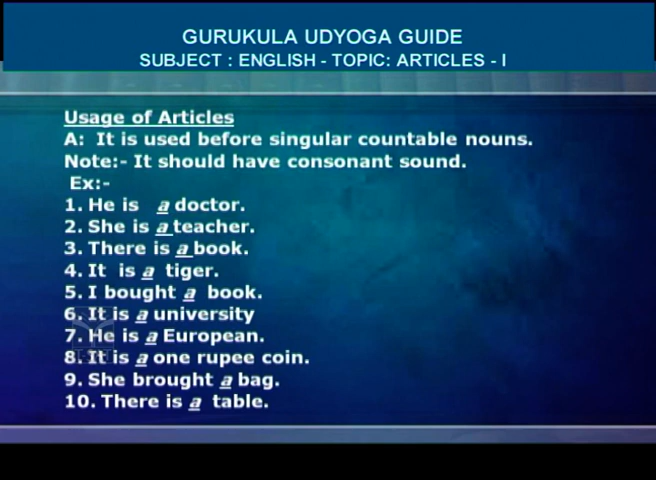 GURUKULA UDYOGA GUIDE
SUBJECT : ENGLISH - TOPIC: ARTICLES - I
Usage of Articles
A: It is used before singular countable nouns.
Note:- It should have consonant sound.
Ex:-
1. He is a doctor.
2. She is a teacher.
3. There is a book.
4. It is a tiger.
5. I bought a book.
6. It is a university
7. He is a European.
8. It is a one rupee coin.
9. She brought a bag.
10. There is a table.